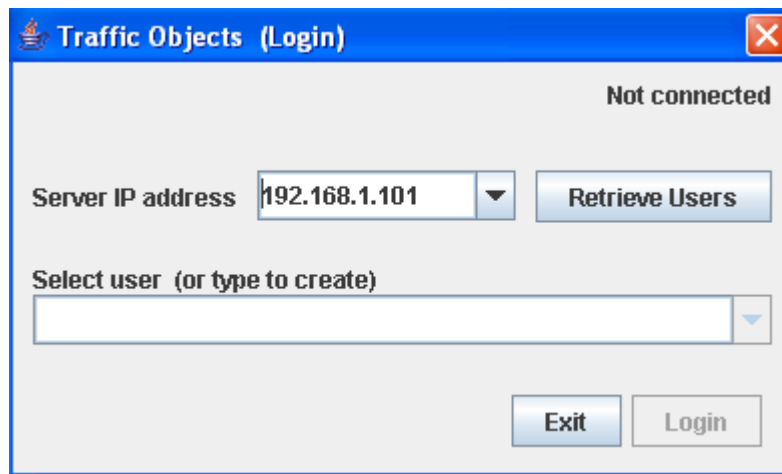 Traffic Objects (Login)
Not connected
Server IP address 192.168.1.101 Retrieve Users
Select user (or type to create)
Exit Login